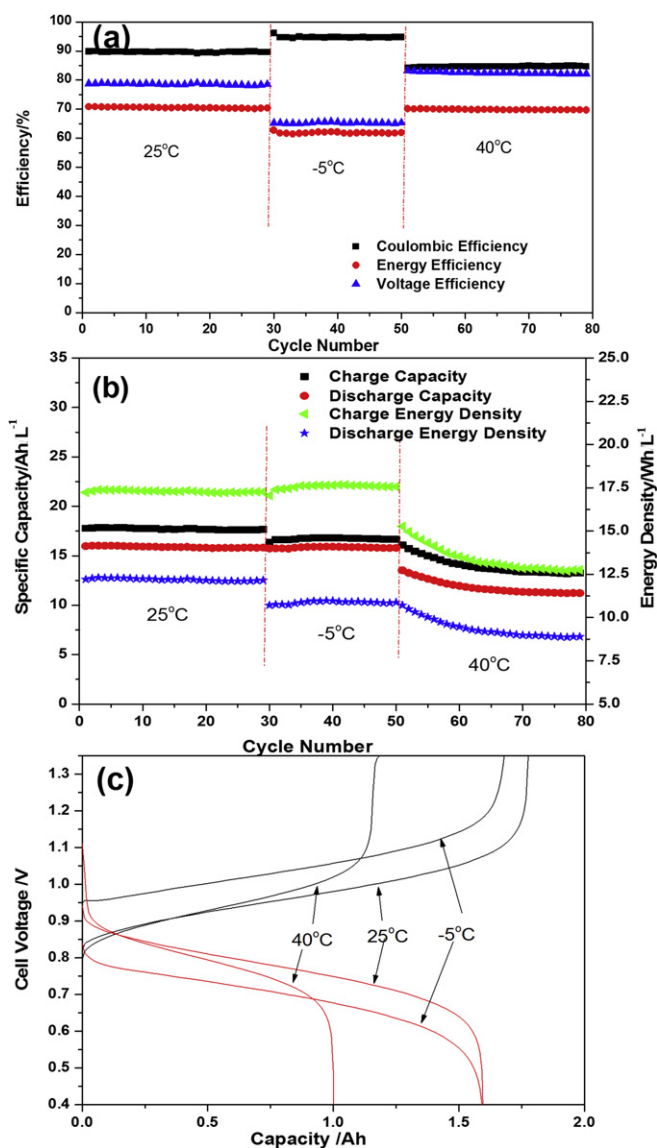 (a)
100
90
80
70
60
50
40
30
20
10
0
Efficiency/%
25°C
-5°C
40°C
Coulombic Efficiency
Energy Efficiency
Voltage Efficiency
0 10 20 30 40 50 60 70 80
Cycle Number
(b)
35
30
25
20
15
10
5
0
Specific Capacity/Ah L-1
Charge Capacity
Discharge Capacity
Charge Energy Density
Discharge Energy Density
25.0
22.5
20.0
17.5
15.0
12.5
10.0
7.5
5.0
Energy Density/Wh L-1
25°C
-5°C
40°C
0 10 20 30 40 50 60 70 80
Cycle Number
(c)
1.3
1.2
1.1
1.0
0.9
0.8
0.7
0.6
0.5
0.4
Cell Voltage /V
40°C
25°C
-5°C
0.0 0.5 1.0 1.5 2.0
Capacity /Ah